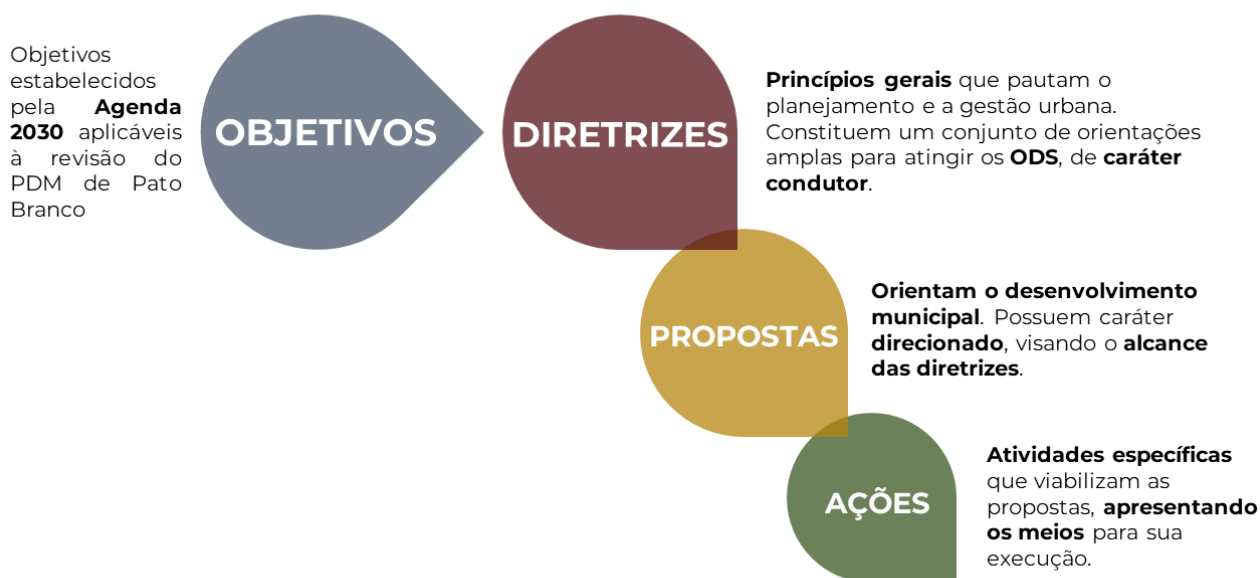 Objetivos
estabelecidos
pela Agenda
2030 aplicáveis
à revisão do
PDM de Pato
Branco
OBJETIVOS
DIRETRIZES
Princípios gerais que pautam o
planejamento e a gestão urbana.
Constituem um conjunto de orientações
amplas para atingir os ODS, de caráter
condutor.
PROPOSTAS
Orientam o desenvolvimento
municipal. Possuem caráter
direcionado, visando o alcance
das diretrizes.
AÇÕES
Atividades específicas
que viabilizam as
propostas, apresentando
os meios para sua
execução.